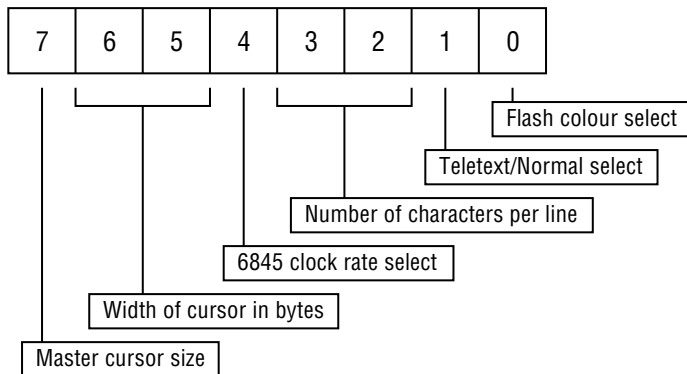 7 6 5 4 3 2 1 0
Flash colour select
Teletext/Normal select
Number of characters per line
6845 clock rate select
Width of cursor in bytes
Master cursor size